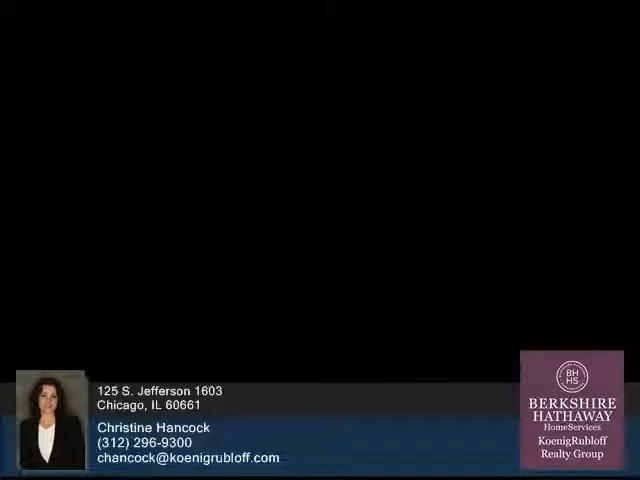 125 S. Jefferson 1603
Chicago, IL 60661
Christine Hancock
(312) 296-9300
chancock@koenigrubloff.com
BH
HS
BERKSHIRE
HATHAWAY
HomeServices
KoenigRubloff
Realty Group